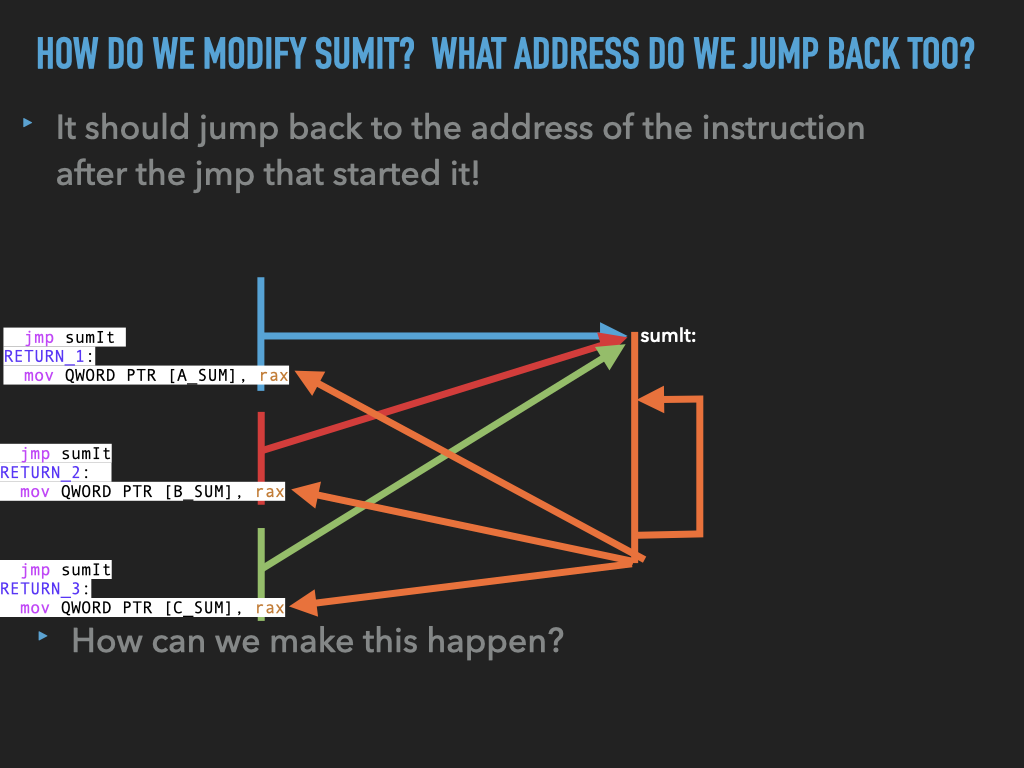 HOW DO WE MODIFY SUMIT? WHAT ADDRESS DO WE JUMP BACK TOO?
It should jump back to the address of the instruction
after the jmp that started it!
jmp sumIt
RETURN_1:
mov QWORD PTR [A_SUM], rax
sumIt:
jmp sumIt
RETURN_2:
mov QWORD PTR [B_SUM], rax
jmp sumIt
RETURN_3:
mov QWORD PTR [C_SUM], rax
How can we make this happen?